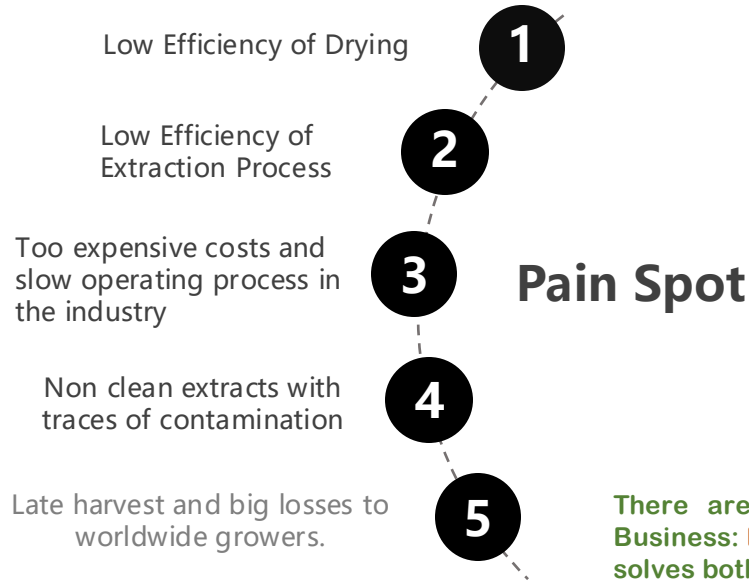 Low Efficiency of Drying
1
Low Efficiency of
Extraction Process
2
Too expensive costs and
slow operating process in
the industry
3
Pain Spot
Non clean extracts with
traces of contamination
4
Late harvest and big losses to
worldwide growers.
5
There are
Business:
solves both